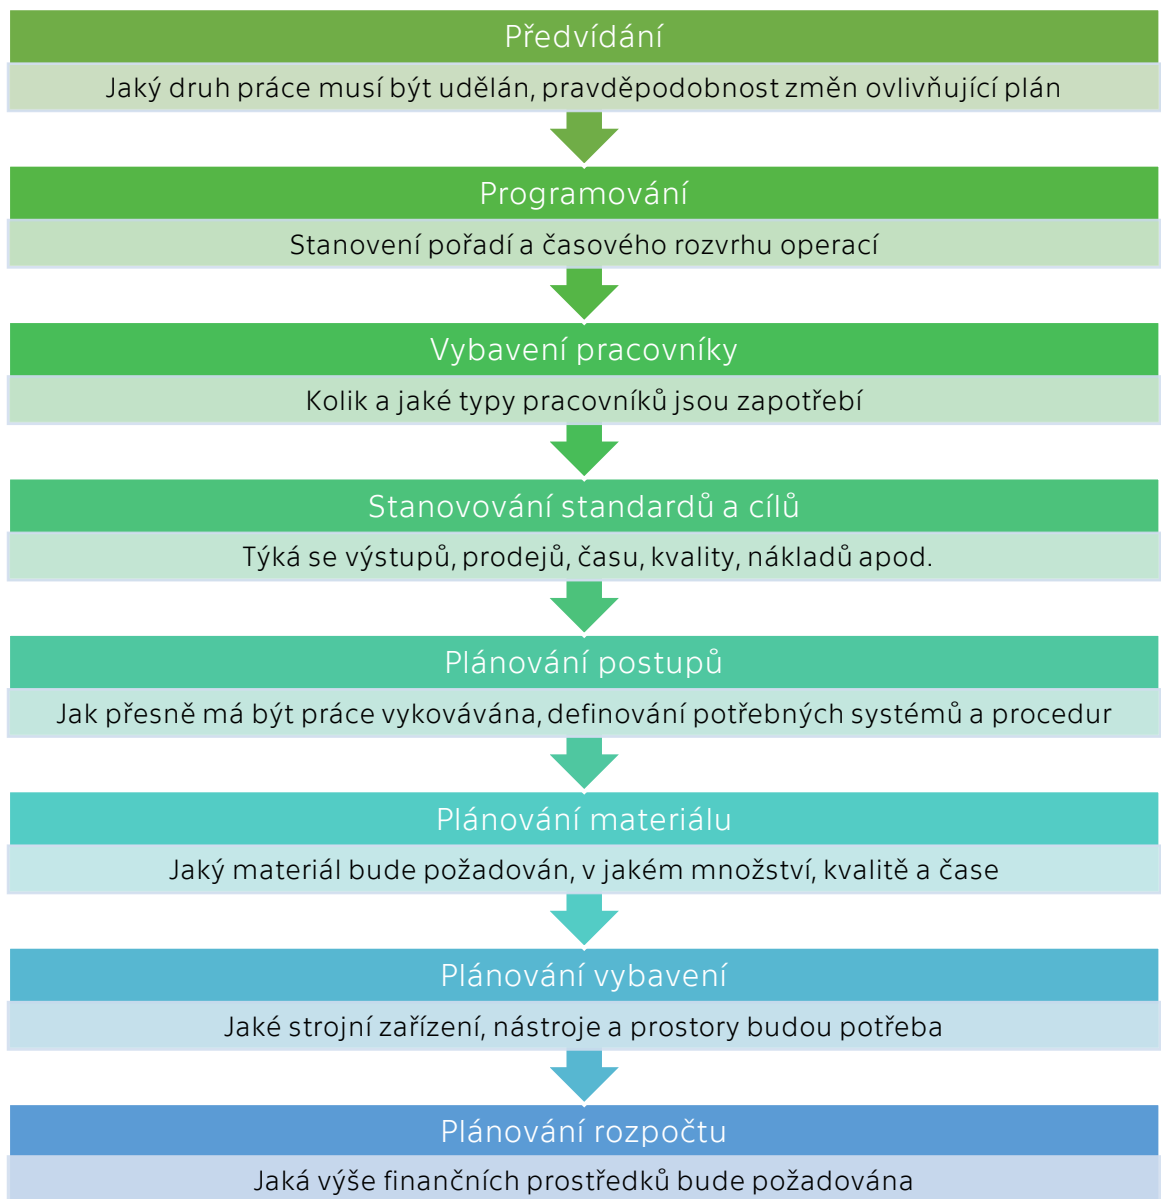 Předvídání
Jaký druh práce musí být udělán, pravděpodobnost změn ovlivňující plán
Programování
Stanovení pořadí a časového rozvrhu operací
Vybavení pracovníky
Kolik a jaké typy pracovníků jsou zapotřebí
Stanovování standardů a cílů
Týká se výstupů, prodejů, času, kvality, nákladů apod.
Plánování postupů
Jak přesně má být práce vykovávána, definování potřebných systémů a procedur
Plánování materiálu
Jaký materiál bude požadován, v jakém množství, kvalitě a čase
Plánování vybavení
Jaké strojní zařízení, nástroje a prostory budou potřeba
Plánování rozpočtu
Jaká výše finančních prostředků bude požadována